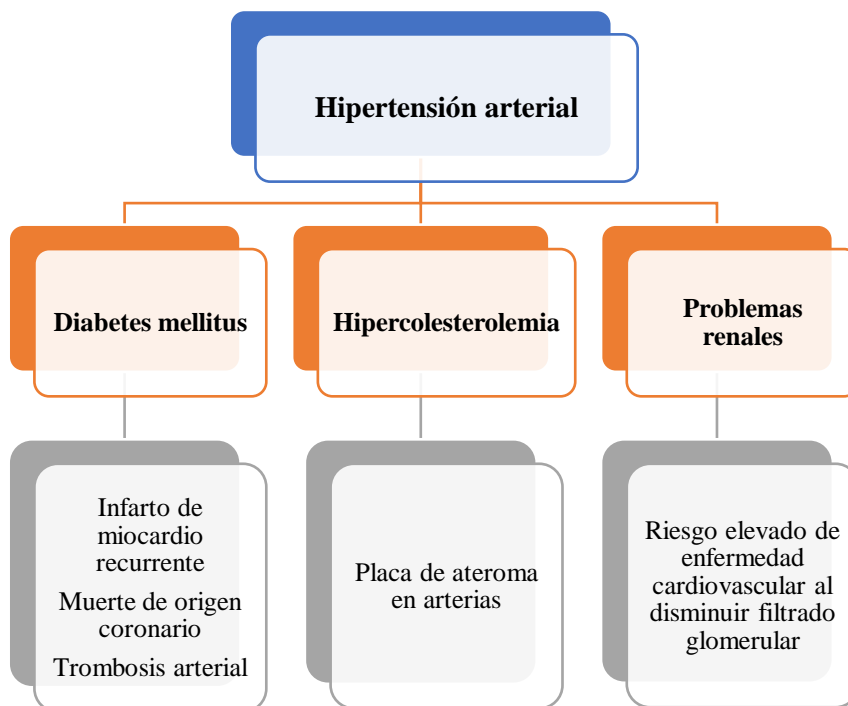 Hipertensión arterial
Diabetes mellitus
Hipercolesterolemia
Problemas
renales
Infarto de
miocardio
recurrente
Muerte de origen
coronario
Trombosis arterial
Placa de ateroma
en arterias
Riesgo elevado de
enfermedad
cardiovascular al
disminuir filtrado
glomerular